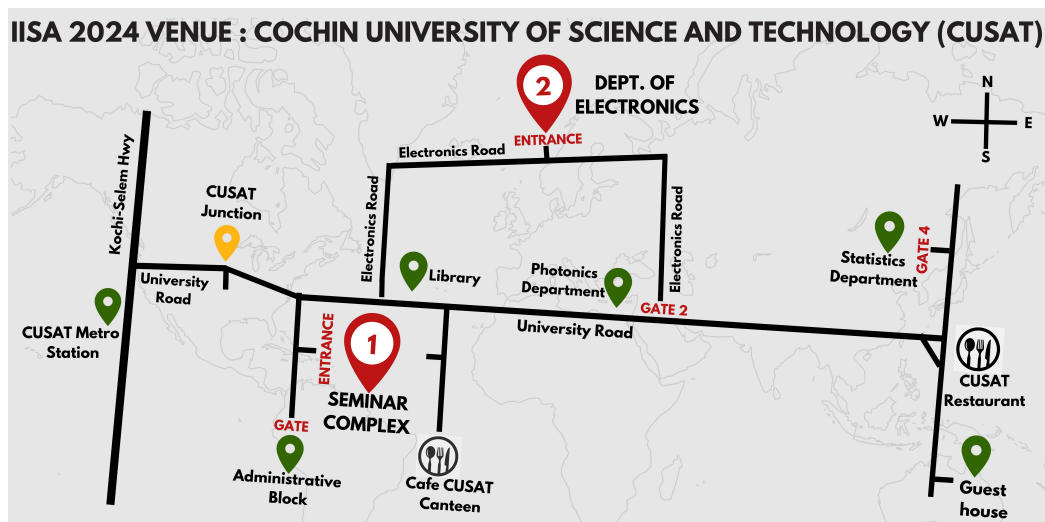 IISA 2024 VENUE : COCHIN UNIVERSITY OF SCIENCE AND TECHNOLOGY (CUSAT)
2
DEPT. OF
ELECTRONICS
ENTRANCE
N
W
E
S
Kochi-Selem Hwy
CUSAT
Junction
Electronics Road
Electronics Road
Electronics Road
University
Road
CUSAT Metro
Station
Library
Photonics
Department
GATE 2
University Road
Statistics
Department
GATE 4
ENTRANCE
1
SEMINAR
COMPLEX
GATE
Administrative
Block
Cafe CUSAT
Canteen
CUSAT
Restaurant
Guest
house